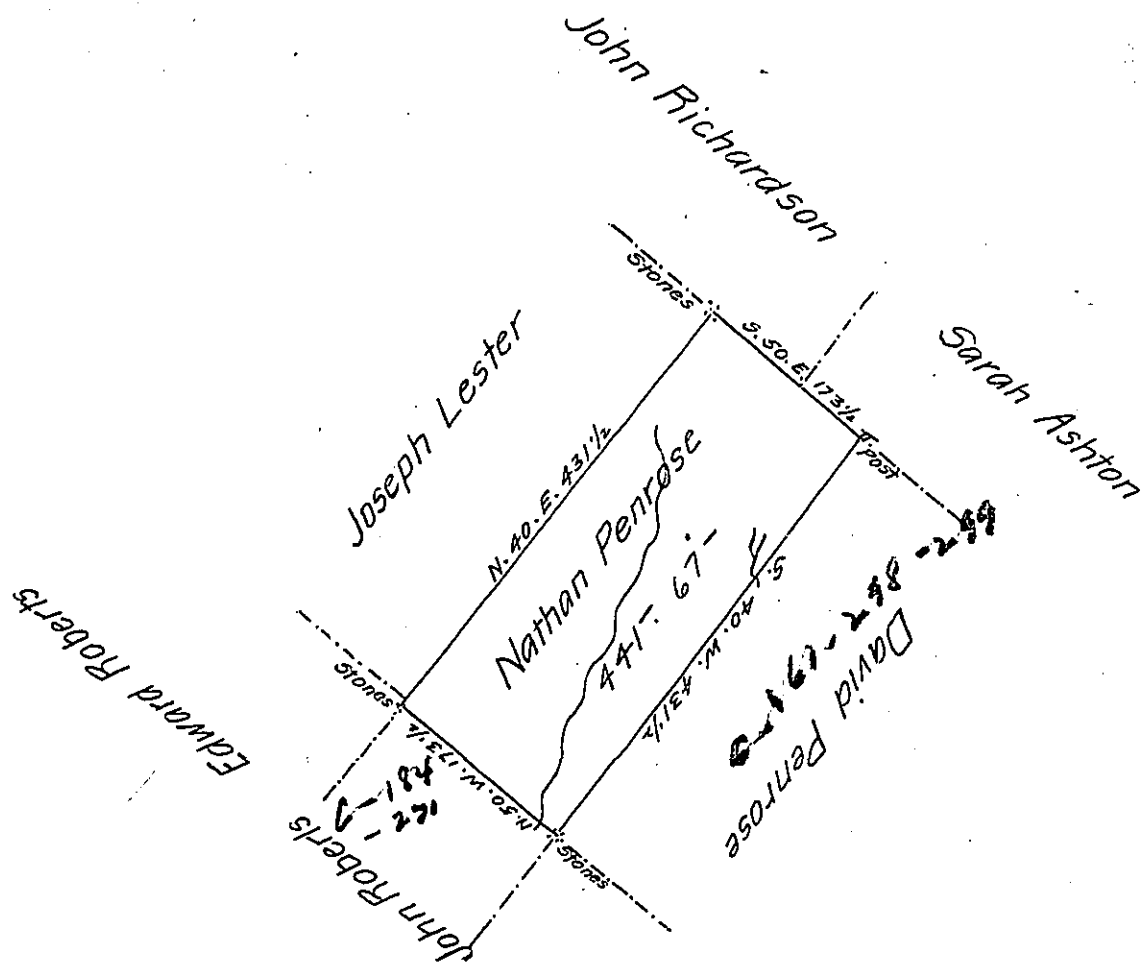 John Richardson
Stones
S. 50. E. 173½
Post
Sarah Ashton
Joseph Lester
N. 40. E. 431½
Nathan Penrose
441-. 67-
S. 40. W. 431½
David Penrose
Edward Roberts
Stones
N. 50. W. 173½
Stones
John Roberts